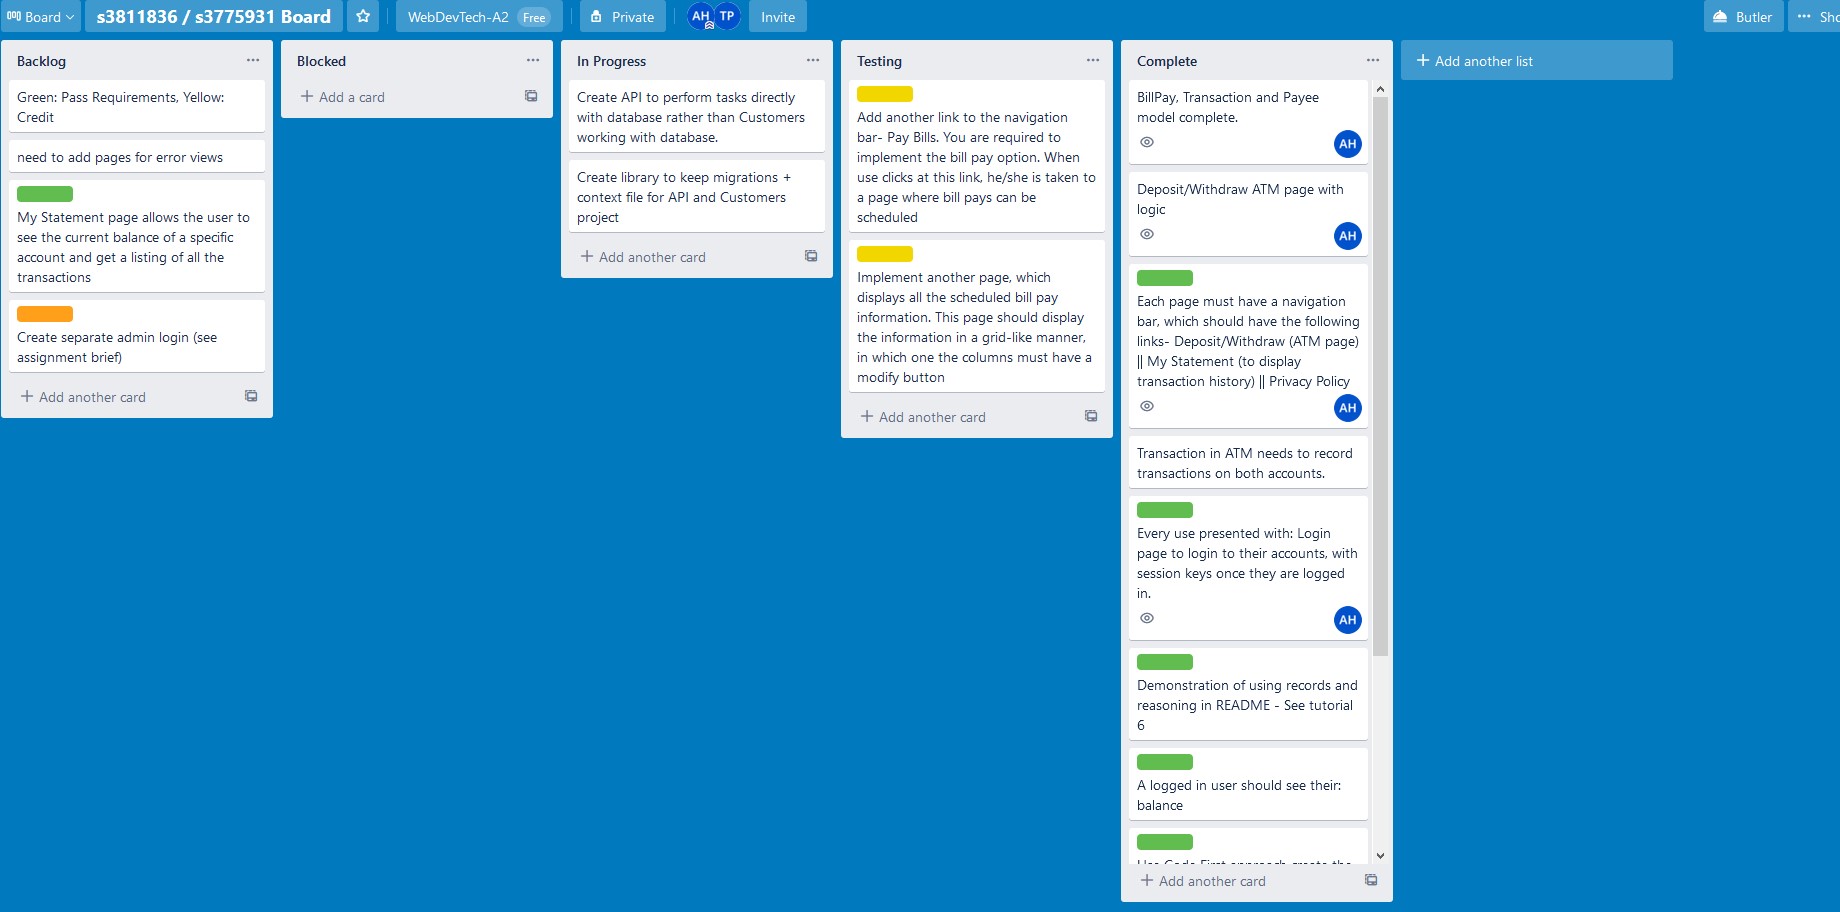 Board
s3811836 / s3775931 Board
WebDevTech-A2 Free
Private
AH TP
Invite
Butler
Backlog
Green: Pass Requirements, Yellow:
Credit
need to add pages for error views
My Statement page allows the user to
see the current balance of a specific
account and get a listing of all the
transactions
Create separate admin login (see
assignment brief)
Add another card
Blocked
Add a card
In Progress
Create API to perform tasks directly
with database rather than Customers
working with database.
Create library to keep migrations +
context file for API and Customers
project
Add another card
Testing
Add another link to the navigation
bar- Pay Bills. You are required to
implement the bill pay option. When
use clicks at this link, he/she is taken to
a page where bill pays can be
scheduled
Implement another page, which
displays all the scheduled bill pay
information. This page should display
the information in a grid-like manner,
in which one the columns must have a
modify button
Add another card
Complete
BillPay, Transaction and Payee
model complete.
AH
Deposit/Withdraw ATM page with
logic
AH
Each page must have a navigation
bar, which should have the following
links- Deposit/Withdraw (ATM page)
|| My Statement (to display
transaction history) || Privacy Policy
AH
Transaction in ATM needs to record
transactions on both accounts.
Every use presented with: Login
page to login to their accounts, with
session keys once they are logged
in.
AH
Demonstration of using records and
reasoning in README - See tutorial
6
A logged in user should see their:
balance
Use Code First approach create the
Add another card
Add another list